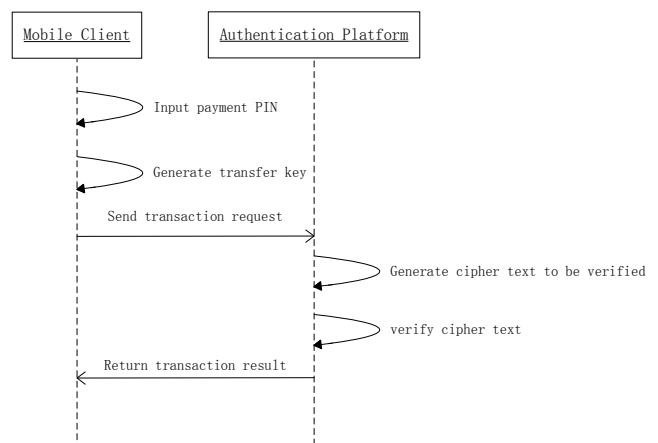 Mobile Client
Authentication Platform
Input payment PIN
Generate transfer key
Send transaction request
Generate cipher text to be verified
verify cipher text
Return transaction result